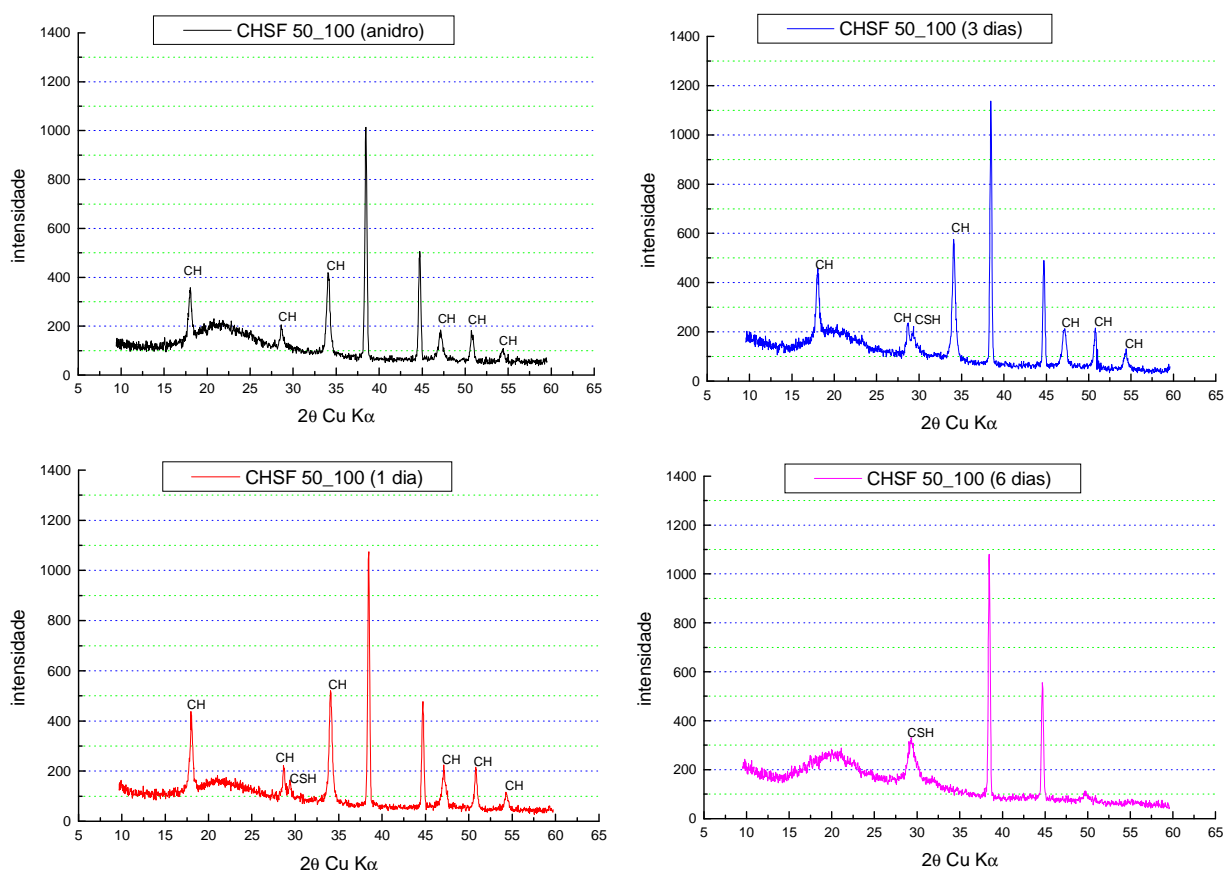 CHSF 50_100 (anidro)
1400
1200
1000
800
600
400
200
0
intensidade
CH
CH
CH
CH
CH
CH
5 10 15 20 25 30 35 40 45 50 55 60 65
2θ Cu Kα
CHSF 50_100 (3 dias)
1400
1200
1000
800
600
400
200
0
intensidade
CH
CH
CSH
CH
CH
CH
CH
5 10 15 20 25 30 35 40 45 50 55 60 65
2θ Cu Kα
CHSF 50_100 (1 dia)
1400
1200
1000
800
600
400
200
0
intensidade
CH
CH
CSH
CH
CH
CH
CH
5 10 15 20 25 30 35 40 45 50 55 60 65
2θ Cu Kα
CHSF 50_100 (6 dias)
1400
1200
1000
800
600
400
200
0
intensidade
CSH
5 10 15 20 25 30 35 40 45 50 55 60 65
2θ Cu Kα